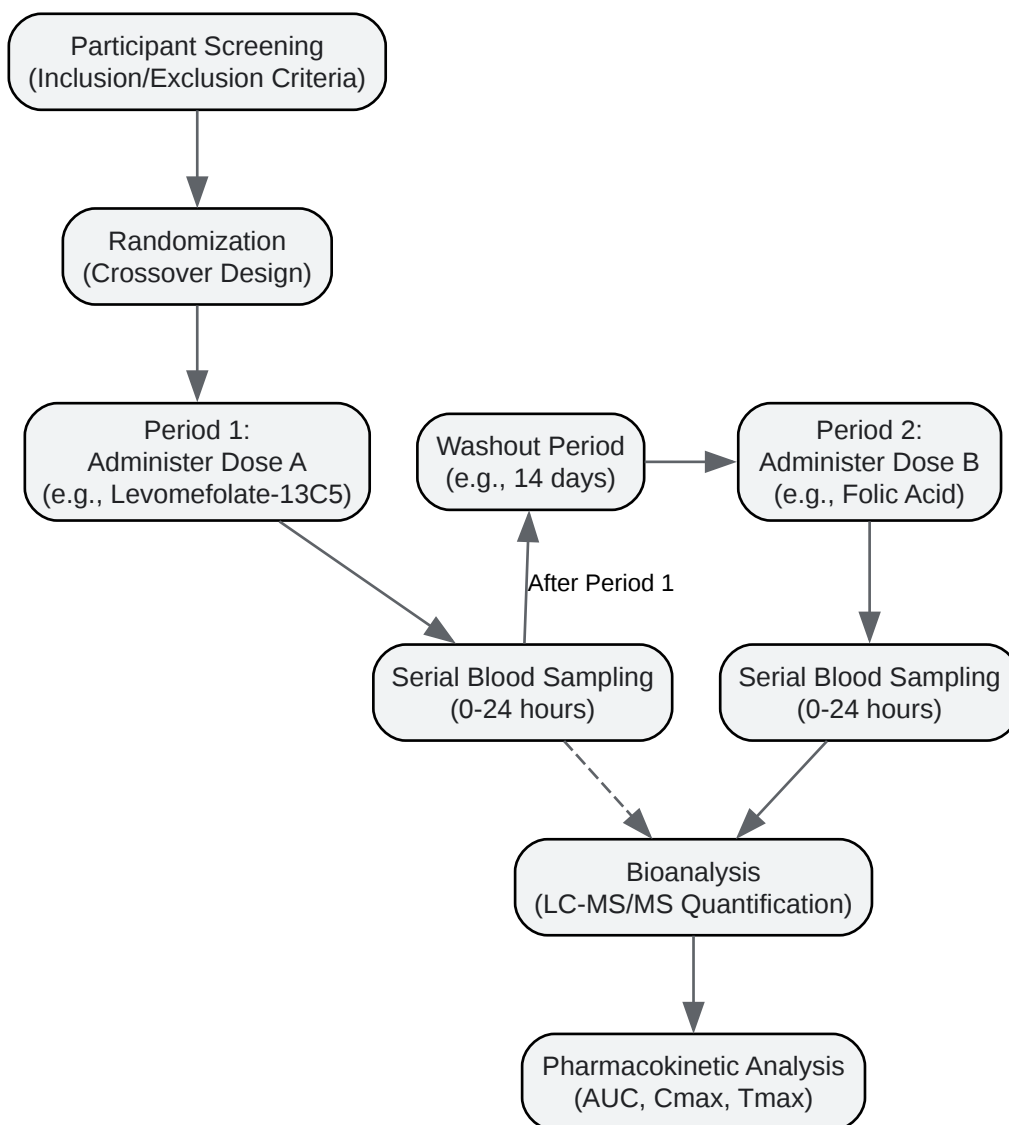 Participant Screening
(Inclusion/Exclusion Criteria)
Randomization
(Crossover Design)
Period 1:
Administer Dose A
(e.g., Levomefolate-13C5)
Washout Period
(e.g., 14 days)
Period 2:
Administer Dose B
(e.g., Folic Acid)
After Period 1
Serial Blood Sampling
(0-24 hours)
Serial Blood Sampling
(0-24 hours)
Bioanalysis
(LC-MS/MS Quantification)
Pharmacokinetic Analysis
(AUC, Cmax, Tmax)